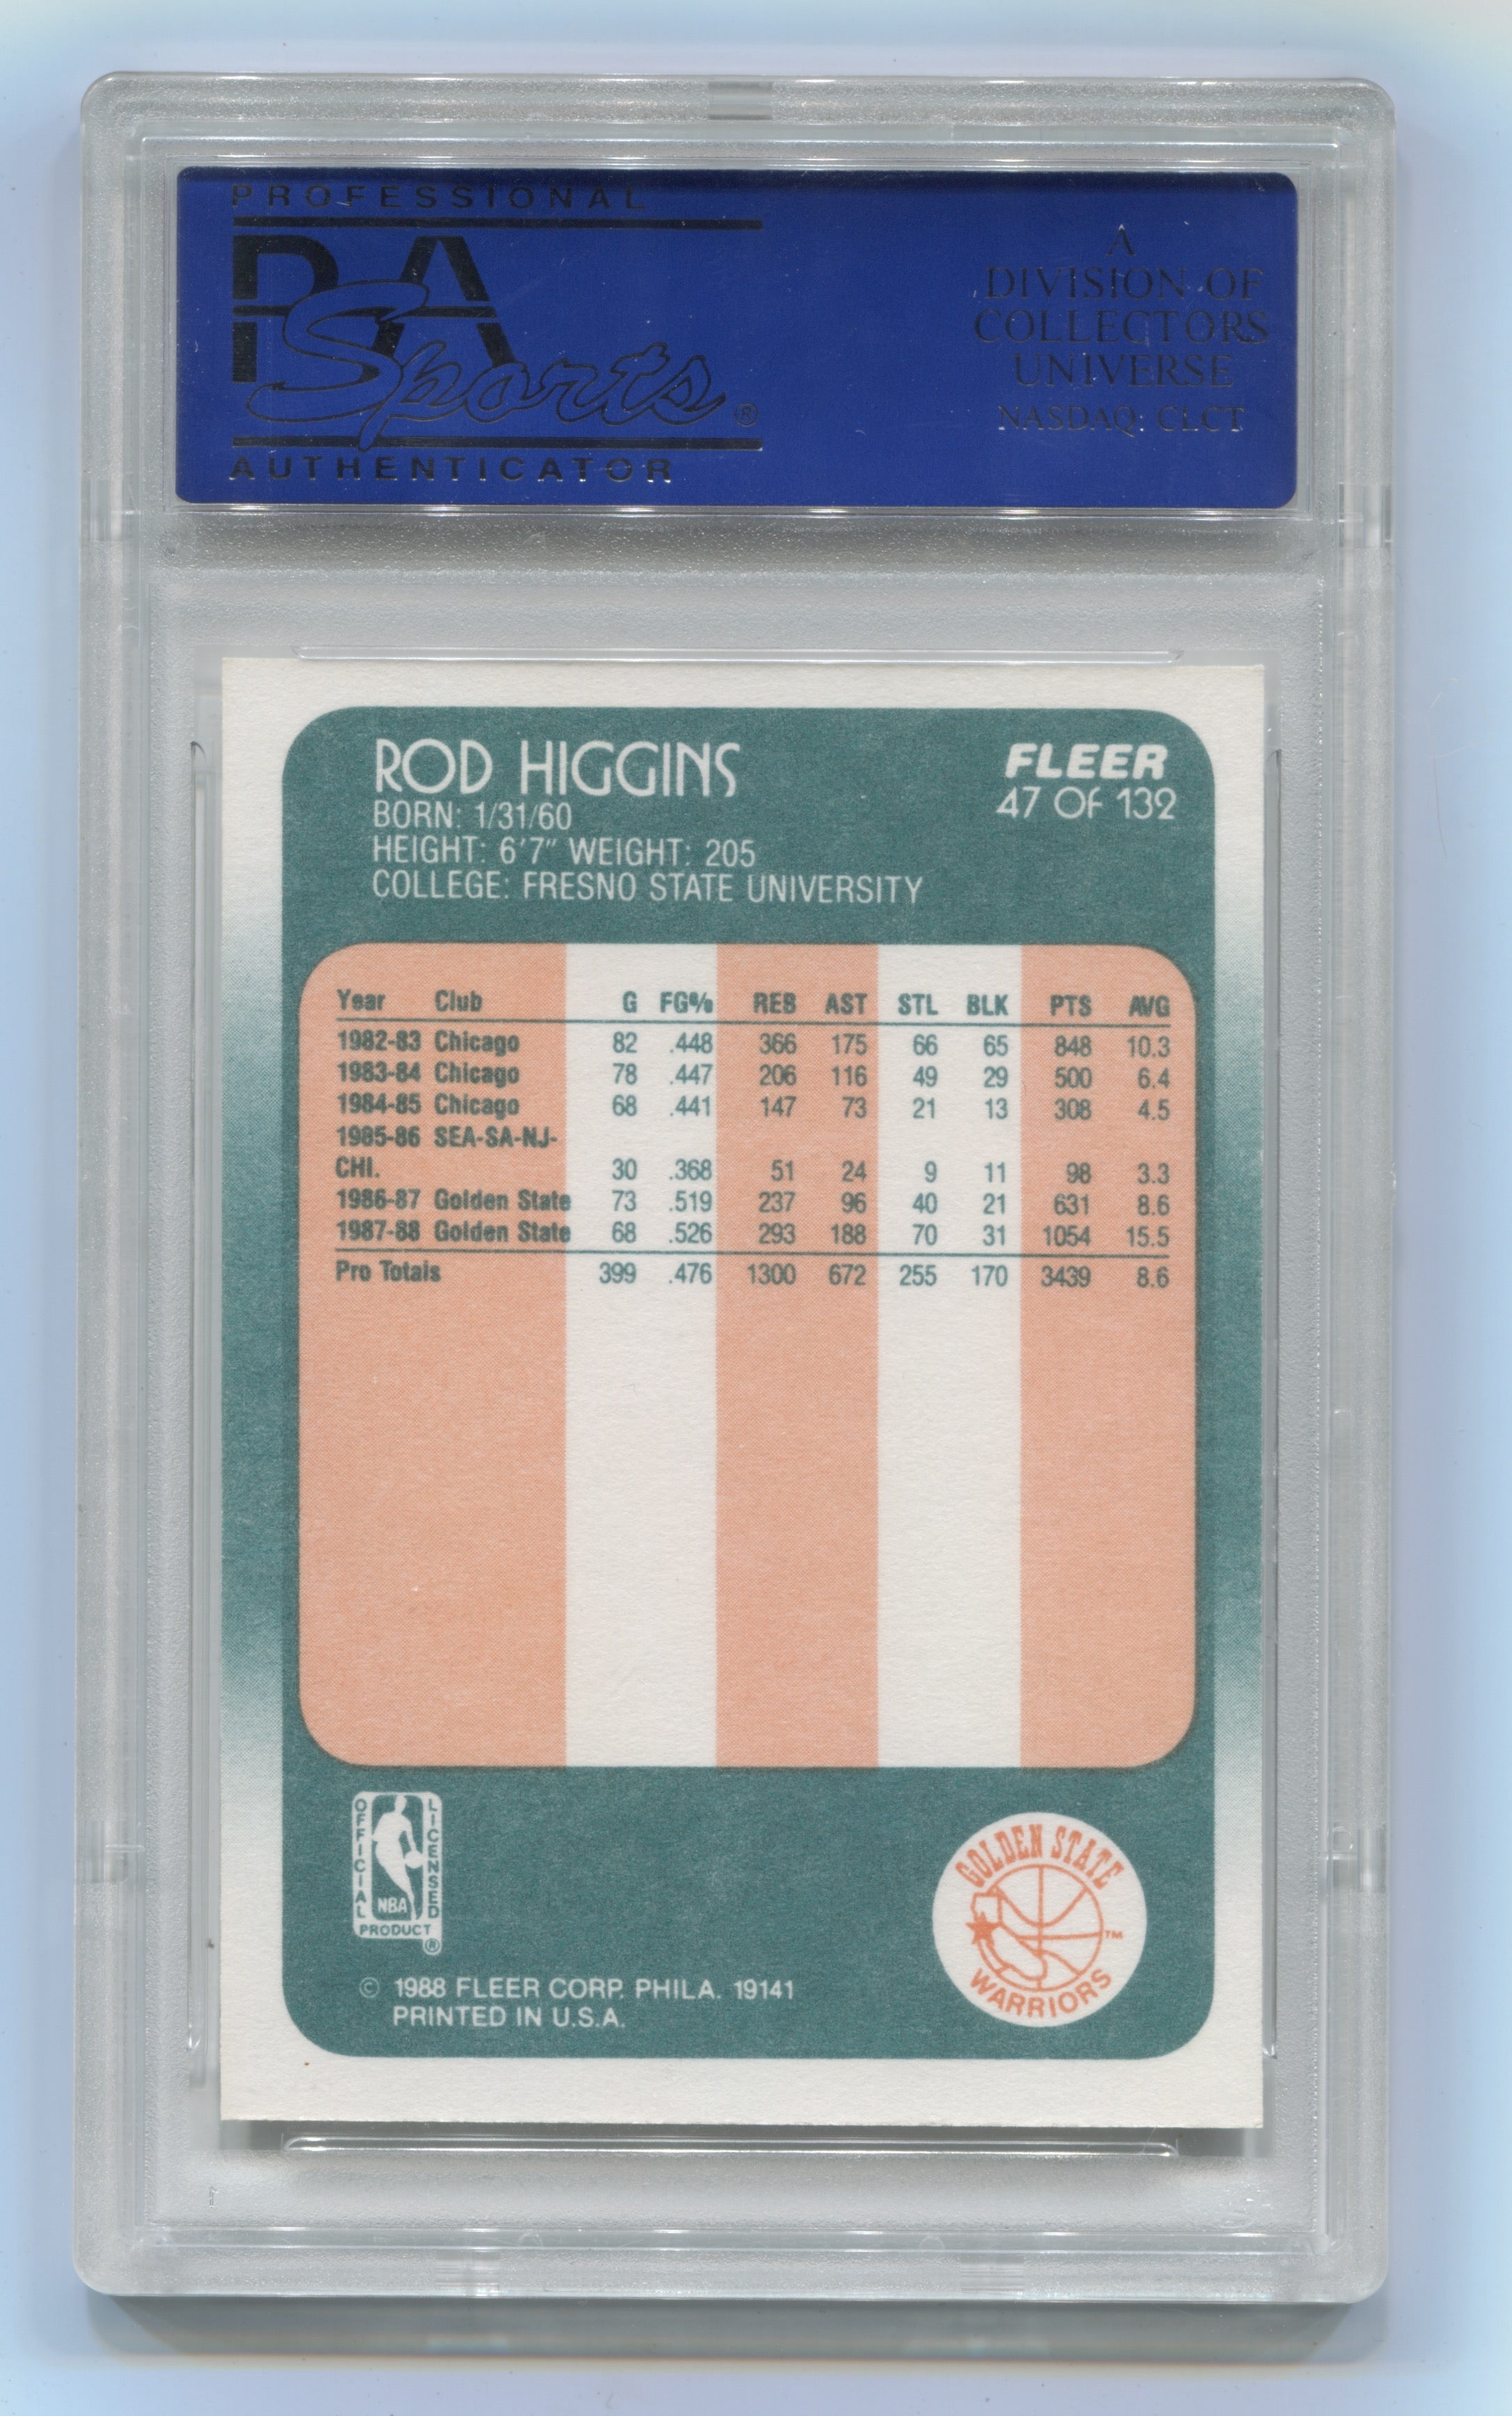 PROFESSIONAL
PSA
Sports®
AUTHENTICATOR
A
DIVISION OF
COLLECTORS
UNIVERSE
NASDAQ: CLCT
ROD HIGGINS
BORN: 1/31/60
HEIGHT: 6'7" WEIGHT: 205
COLLEGE: FRESNO STATE UNIVERSITY
FLEER
47 OF 132
Year Club G FG% REB AST STL BLK PTS AVG
1982-83 Chicago 82 .448 366 175 66 65 848 10.3
1983-84 Chicago 78 .447 206 116 49 29 500 6.4
1984-85 Chicago 68 .441 147 73 21 13 308 4.5
1985-86 SEA-SA-NJ-
CHI. 30 .368 51 24 9 11 98 3.3
1986-87 Golden State 73 .519 237 96 40 21 631 8.6
1987-88 Golden State 68 .526 293 188 70 31 1054 15.5
Pro Totals 399 .476 1300 672 255 170 3439 8.6
OFFICIAL
LICENSED
NBA
PRODUCT
®
© 1988 FLEER CORP. PHILA. 19141
PRINTED IN U.S.A.
GOLDEN STATE
WARRIORS
™